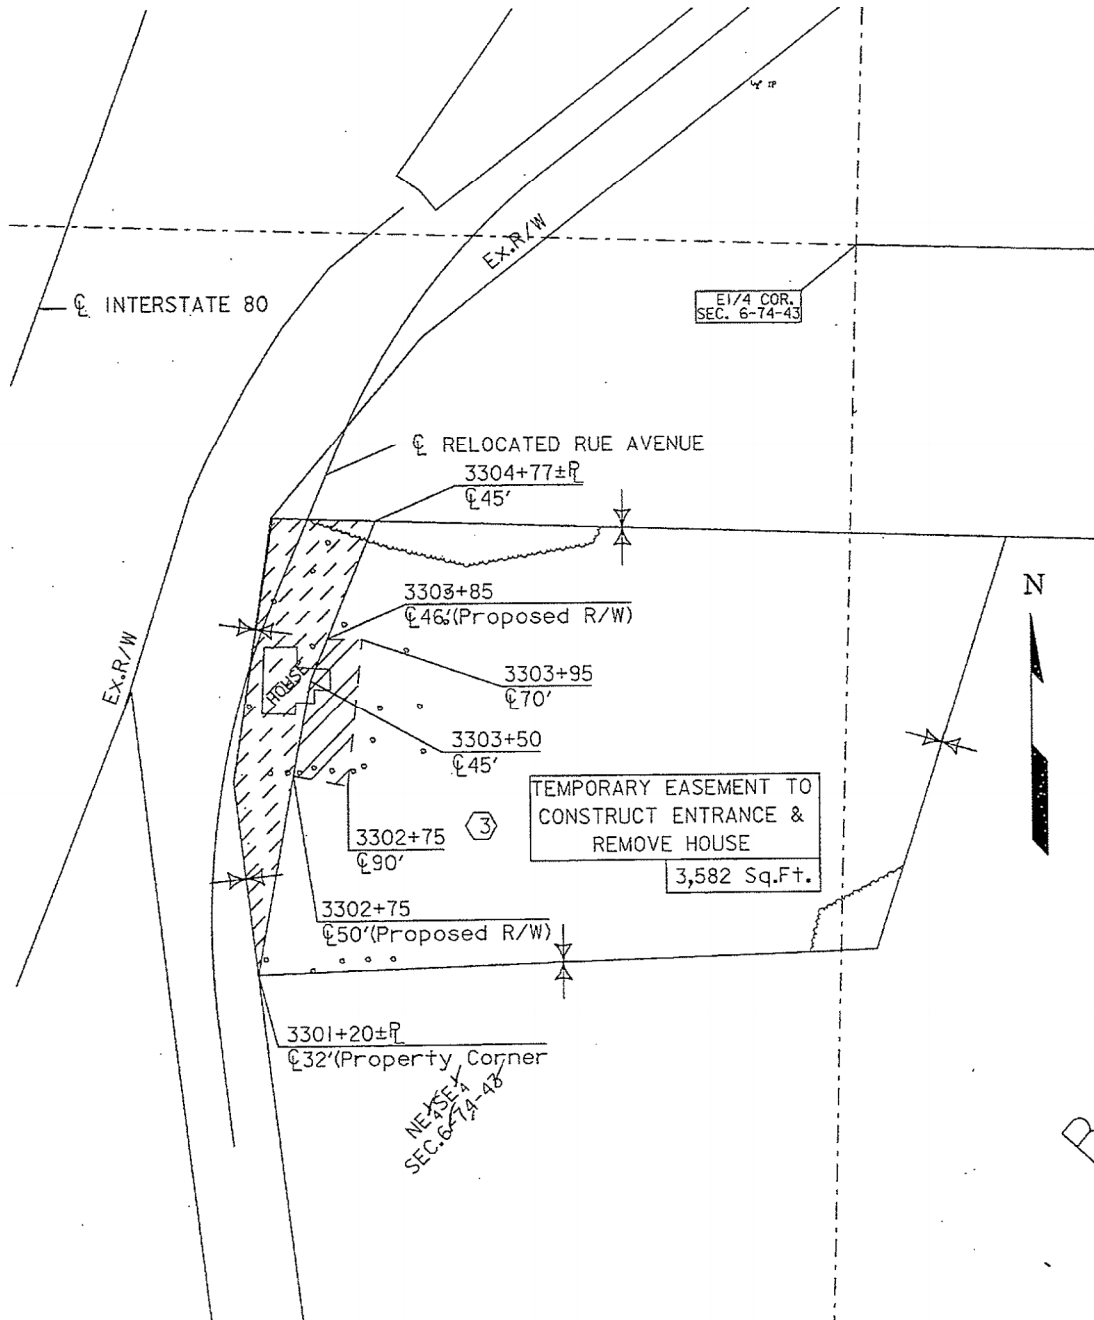 Ex.R/W
℄ INTERSTATE 80
E1/4 COR.
SEC. 6-74-43
℄ RELOCATED RUE AVENUE
3304+77±℞
℄45'
N
3303+85
℄46'(Proposed R/W)
Ex.R/W
3303+95
℄70'
HOUSE
3303+50
℄45'
TEMPORARY EASEMENT TO
CONSTRUCT ENTRANCE &
REMOVE HOUSE
3,582 Sq.Ft.
3
3302+75
℄90'
3302+75
℄50'(Proposed R/W)
3301+20±℞
℄32'(Property Corner
NE¼SE¼
SEC.6-74-43